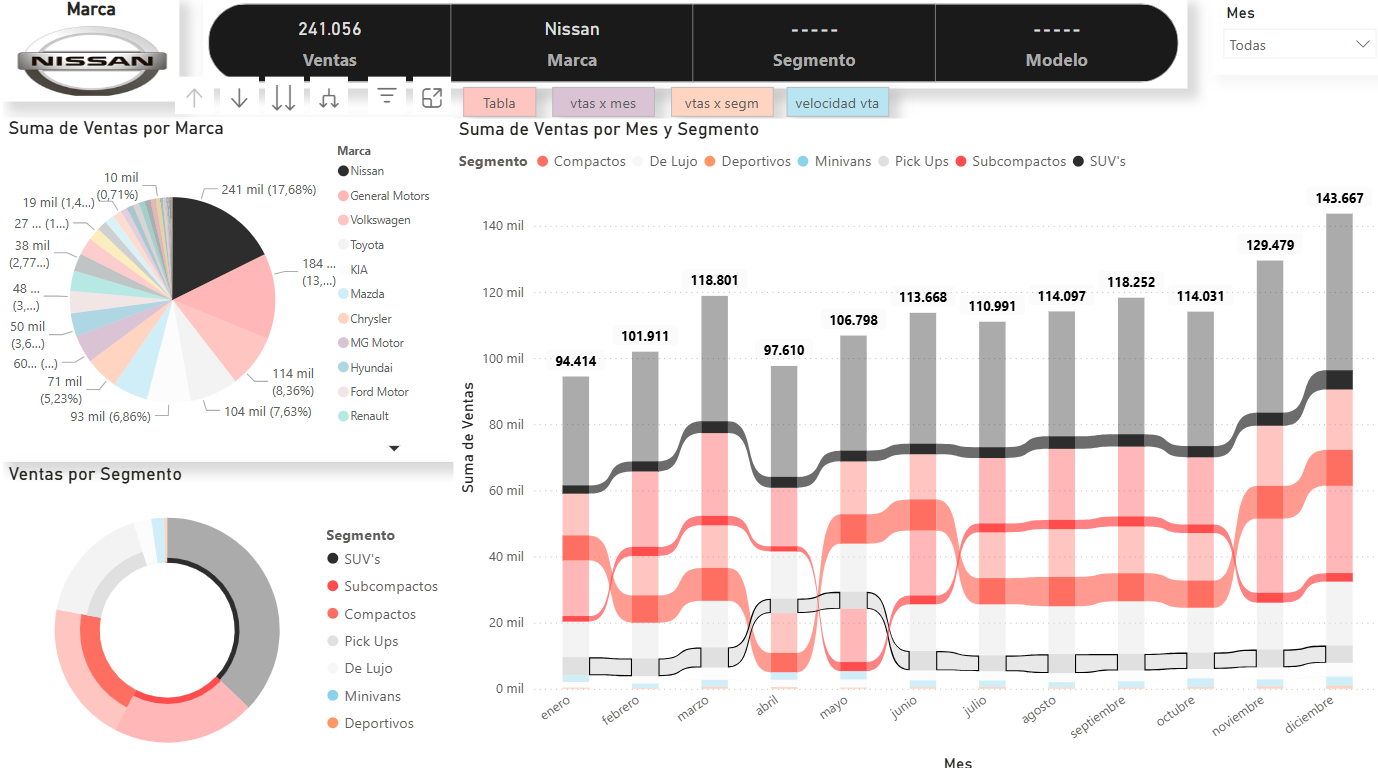 Marca
NISSAN
241.056
Ventas
Nissan
Marca
-----
Segmento
-----
Modelo
Mes
Todas
Tabla
vtas x mes
vtas x segm
velocidad vta
Suma de Ventas por Marca
10 mil
(0,71%)
19 mil (1,4...)
27 ... (1...)
38 mil
(2,77...)
48 ...
(3,...)
50 mil
(3,6...)
60... (...)
71 mil
(5,23%)
93 mil (6,86%)
104 mil (7,63%)
114 mil
(8,36%)
184 ...
(13,...)
241 mil (17,68%)
Marca
Nissan
General Motors
Volkswagen
Toyota
KIA
Mazda
Chrysler
MG Motor
Hyundai
Ford Motor
Renault
Ventas por Segmento
Segmento
SUV's
Subcompactos
Compactos
Pick Ups
De Lujo
Minivans
Deportivos
Suma de Ventas por Mes y Segmento
Segmento Compactos De Lujo Deportivos Minivans Pick Ups Subcompactos SUV's
Suma de Ventas
140 mil
120 mil
100 mil
80 mil
60 mil
40 mil
20 mil
0 mil
94.414
101.911
118.801
97.610
106.798
113.668
110.991
114.097
118.252
114.031
129.479
143.667
enero
febrero
marzo
abril
mayo
junio
julio
agosto
septiembre
octubre
noviembre
diciembre
Mes